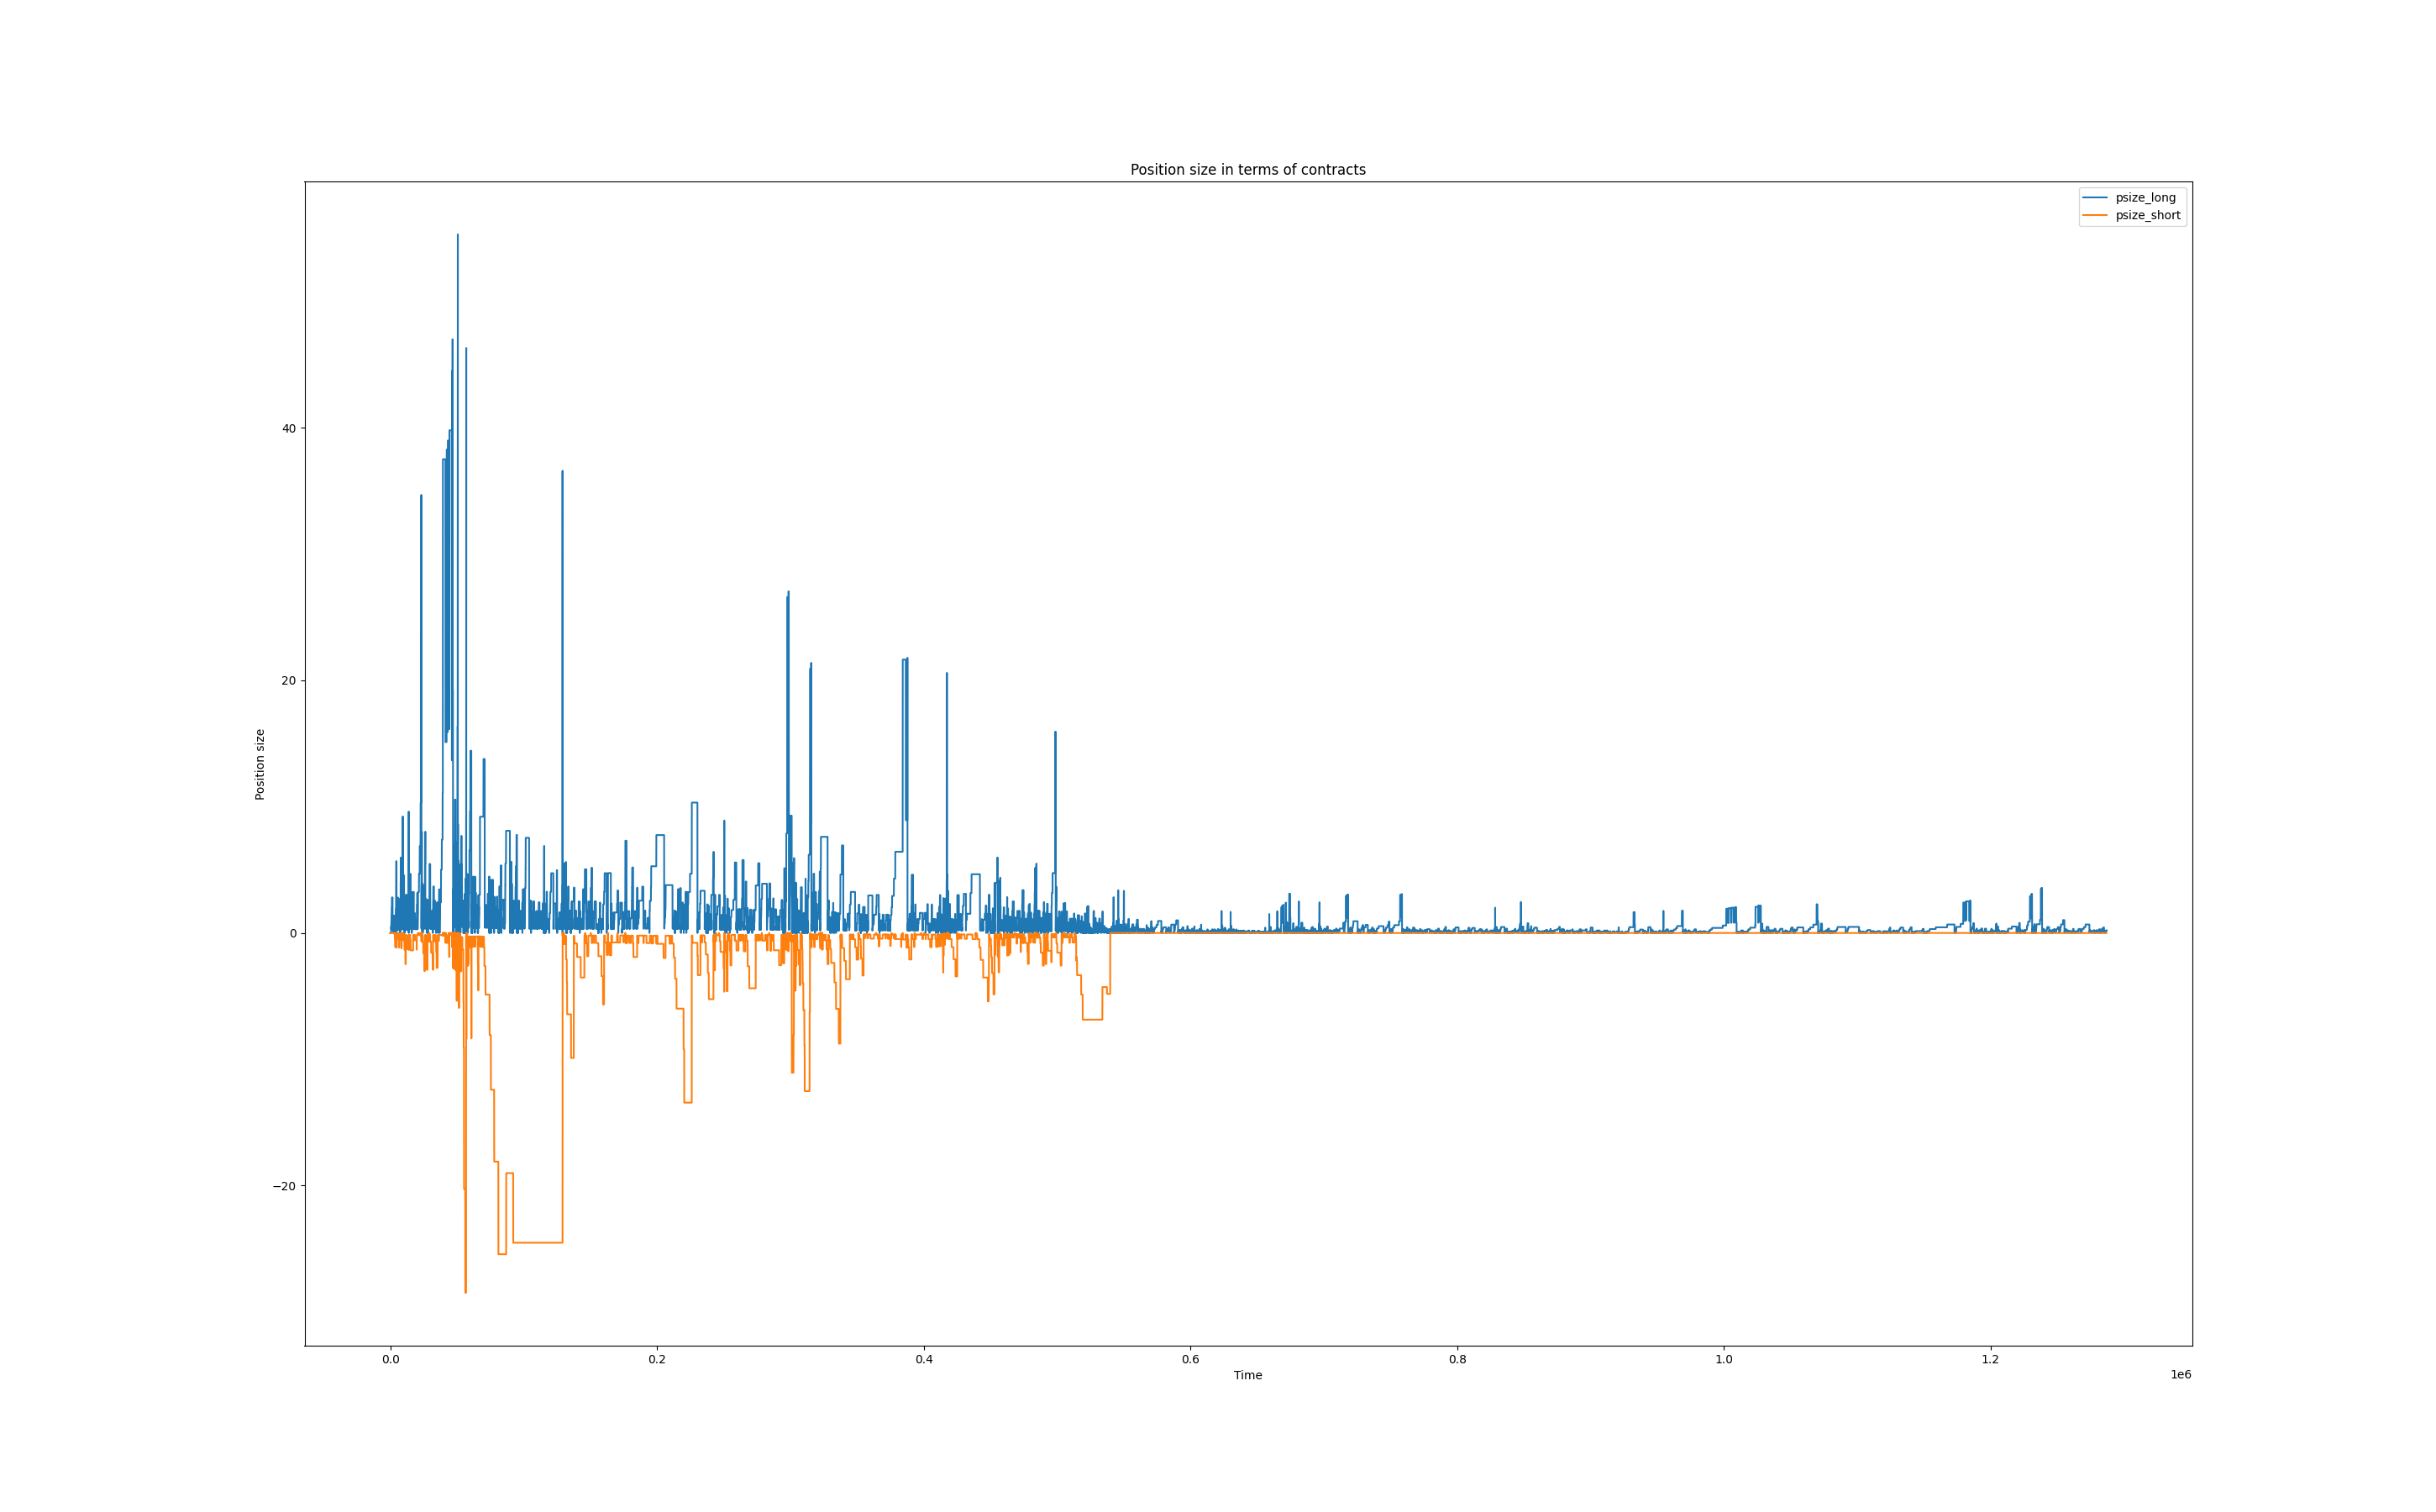 Position size in terms of contracts
psize_long
psize_short
Position size
40
20
0
−20
0.0
0.2
0.4
0.6
0.8
1.0
1.2
Time
1e6